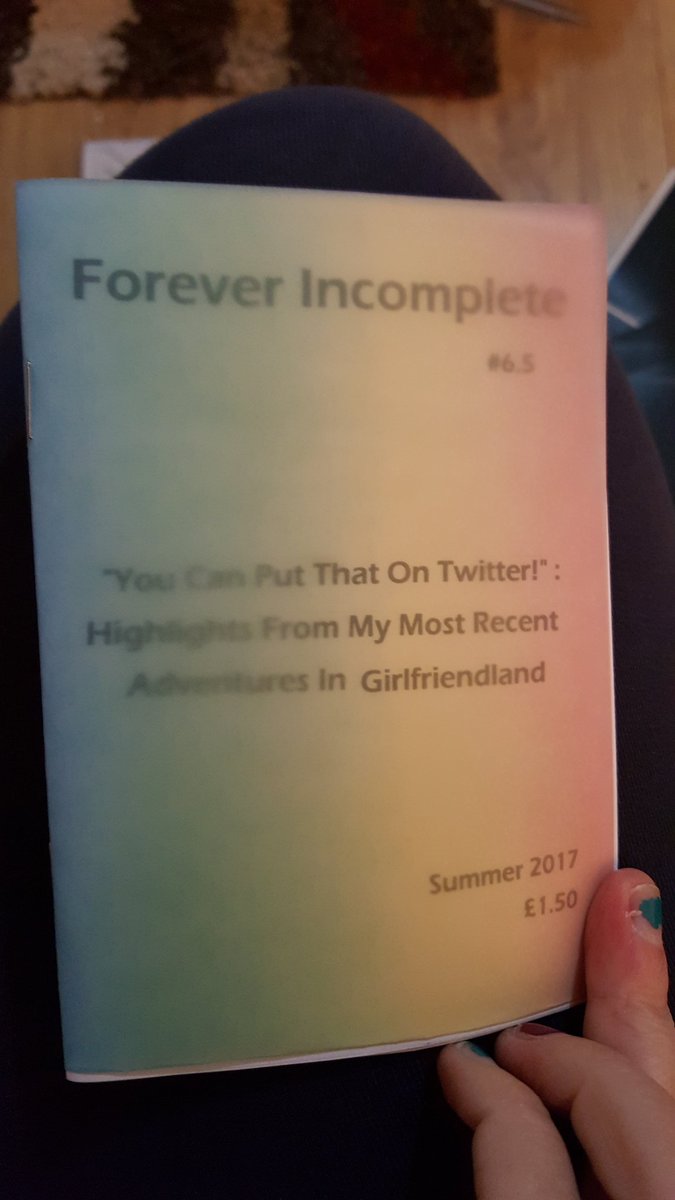 Forever Incomplete
#6.5
"You Can Put That On Twitter!" :
Highlights From My Most Recent
Adventures In Girlfriendland
Summer 2017
£1.50